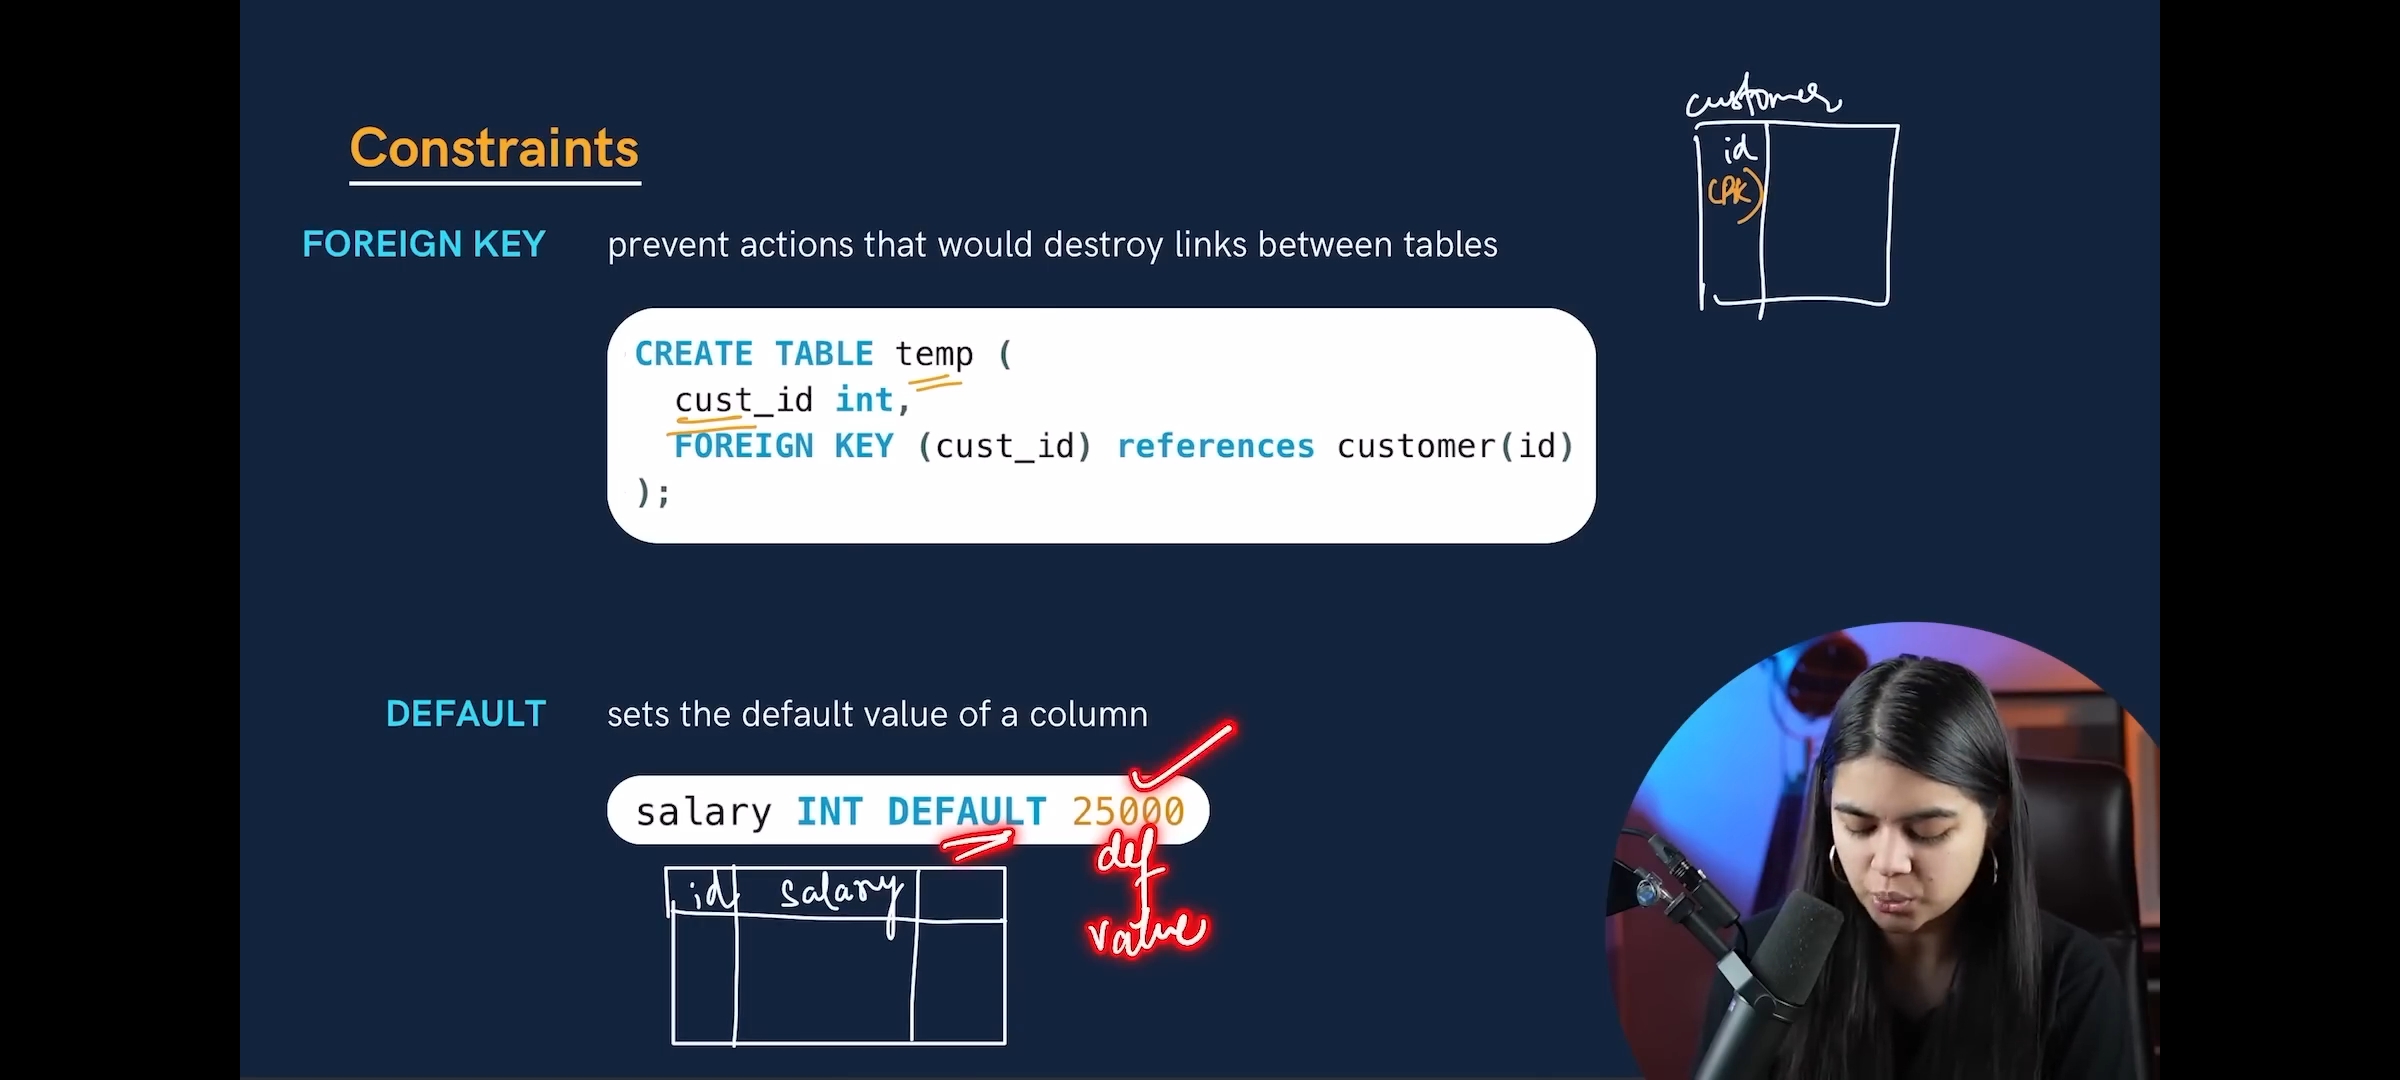 Constraints
customer
id
(PK)
FOREIGN KEY prevent actions that would destroy links between tables
CREATE TABLE temp (
cust_id int,
FOREIGN KEY (cust_id) references customer(id)
);
DEFAULT sets the default value of a column
salary INT DEFAULT 25000
id salary
def
value